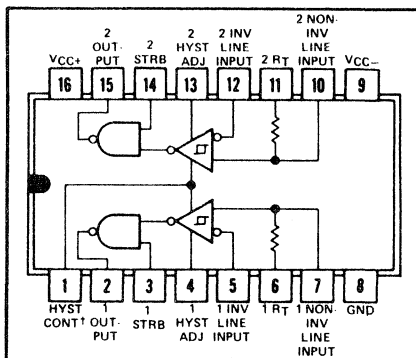 2 2 2 2 INV 2 NON-
OUT- 2 HYST LINE INV LINE
VCC+ PUT STRB ADJ INPUT 2 RT INPUT VCC−
16 15 14 13 12 11 10 9
1 2 3 4 5 6 7 8
HYST 1 1 1 1 INV 1 RT 1 NON- GND
CONT† OUT- STRB HYST LINE INV
PUT ADJ INPUT LINE
INPUT